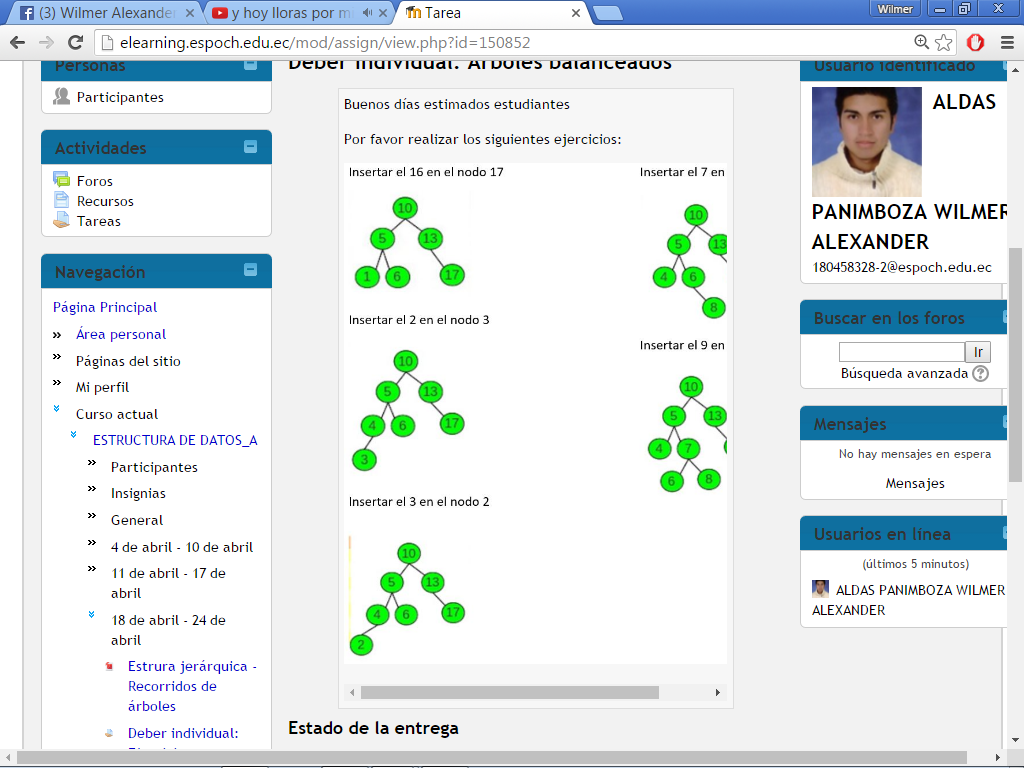 (3) Wilmer Alexande
y hoy lloras por mi
Tarea
Wilmer
elearning.espoch.edu.ec/mod/assign/view.php?id=150852
Personas
Participantes
Actividades
Foros
Recursos
Tareas
Navegación
Página Principal
Área personal
Páginas del sitio
Mi perfil
Curso actual
ESTRUCTURA DE DATOS_A
Participantes
Insignias
General
4 de abril - 10 de abril
11 de abril - 17 de
abril
18 de abril - 24 de
abril
Estrura jerárquica -
Recorridos de
árboles
Deber individual:
Deber individual: Árboles balanceados
Buenos días estimados estudiantes
Por favor realizar los siguientes ejercicios:
Insertar el 16 en el nodo 17
10
5 13
1 6 17
Insertar el 2 en el nodo 3
10
5 13
4 6 17
3
Insertar el 3 en el nodo 2
10
5 13
4 6 17
2
Insertar el 7 en
10
5 13
4 6
8
Insertar el 9 en
10
5 13
4 7
6 8
Estado de la entrega
Usuario identificado
ALDAS
PANIMBOZA WILMER
ALEXANDER
180458328-2@espoch.edu.ec
Buscar en los foros
Ir
Búsqueda avanzada ?
Mensajes
No hay mensajes en espera
Mensajes
Usuarios en línea
(últimos 5 minutos)
ALDAS PANIMBOZA WILMER
ALEXANDER